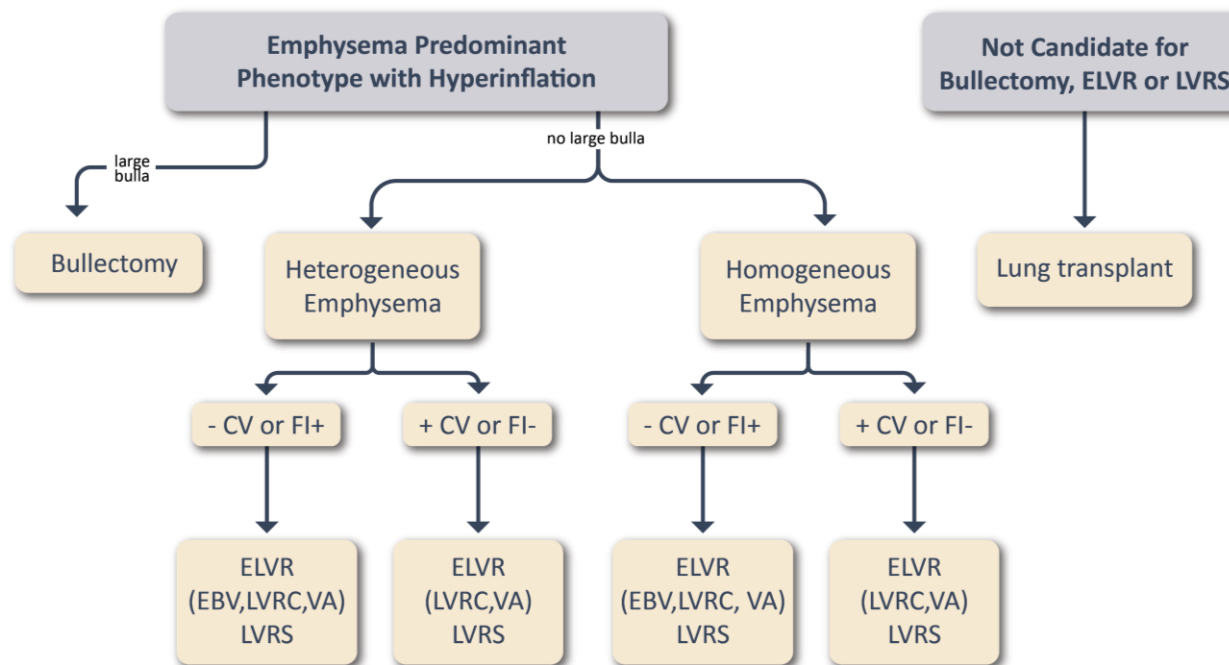 Emphysema Predominant
Phenotype with Hyperinflation
Not Candidate for
Bullectomy, ELVR or LVRS
large
bulla
no large bulla
Bullectomy
Heterogeneous
Emphysema
Homogeneous
Emphysema
Lung transplant
- CV or FI+
+ CV or FI-
- CV or FI+
+ CV or FI-
ELVR
(EBV,LVRC,VA)
LVRS
ELVR
(LVRC,VA)
LVRS
ELVR
(EBV,LVRC, VA)
LVRS
ELVR
(LVRC,VA)
LVRS